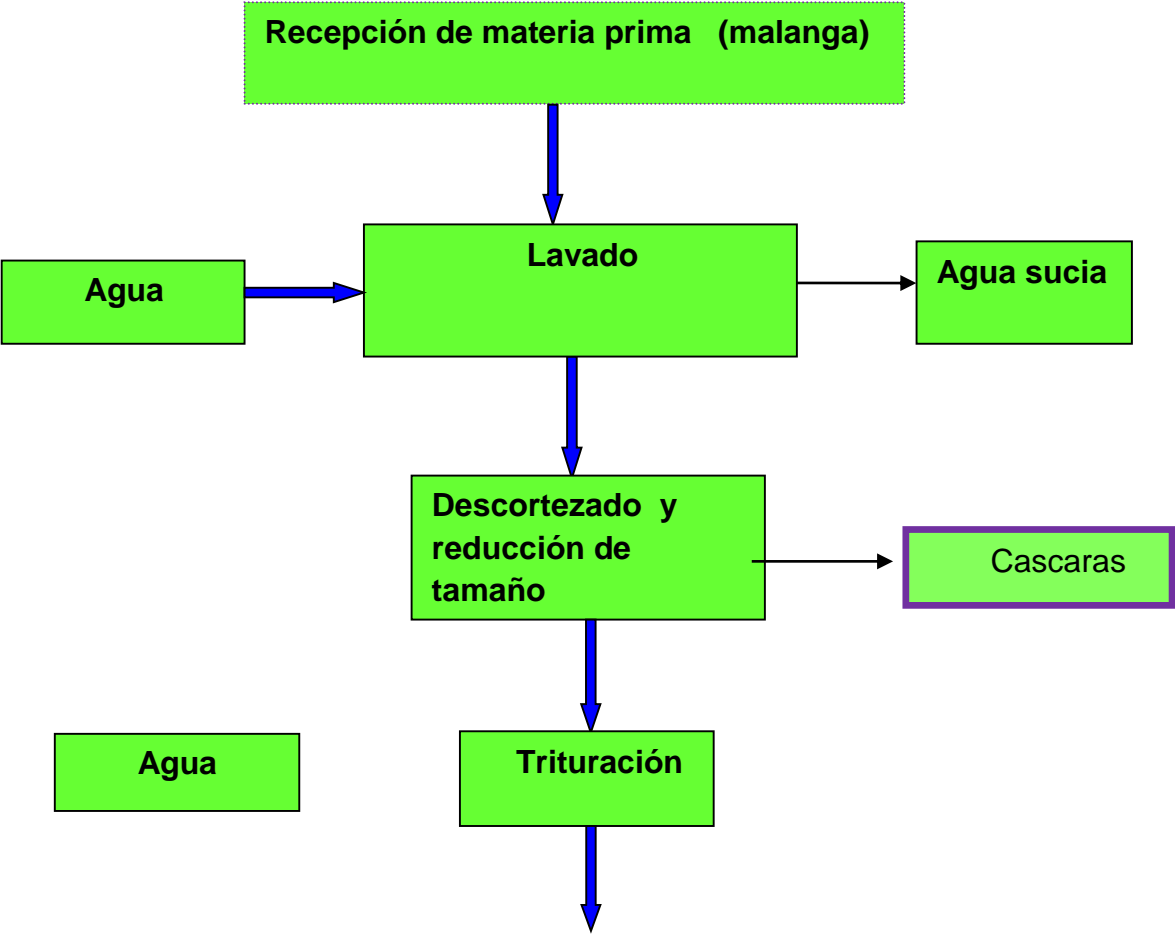 Recepción de materia prima (malanga)
Lavado
Agua
Agua sucia
Descortezado y
reducción de
tamaño
Cascaras
Agua
Trituración